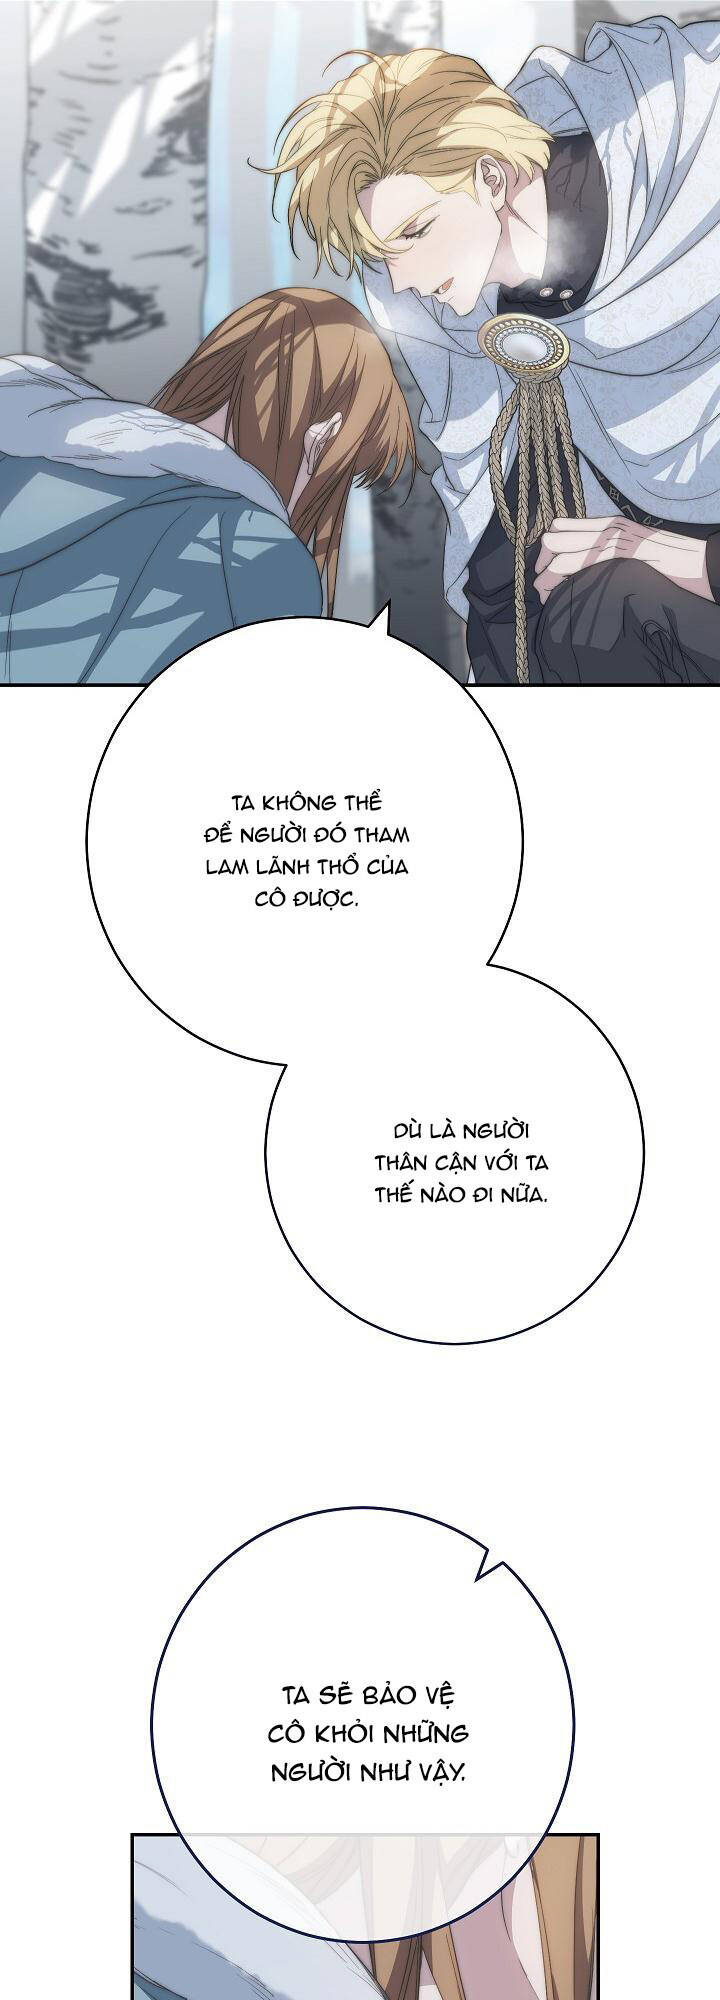 TA KHÔNG THỂ
ĐỂ NGƯỜI ĐÓ THAM
LAM LÃNH THỔ CỦA
CÔ ĐƯỢC.
DÙ LÀ NGƯỜI
THÂN CẬN VỚI TA
THẾ NÀO ĐI NỮA.
TA SẼ BẢO VỆ
CÔ KHỎI NHỮNG
NGƯỜI NHƯ VẬY.